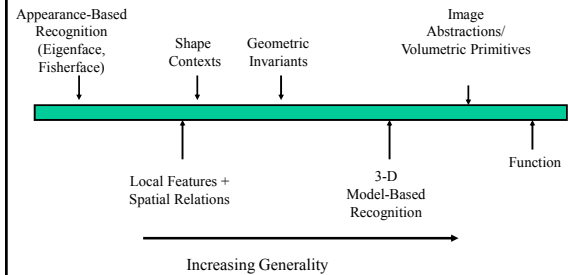 Appearance-Based
Recognition
(Eigenface,
Fisherface)
Shape
Contexts
Geometric
Invariants
Image
Abstractions/
Volumetric Primitives
Local Features +
Spatial Relations
3-D
Model-Based
Recognition
Function
Increasing Generality